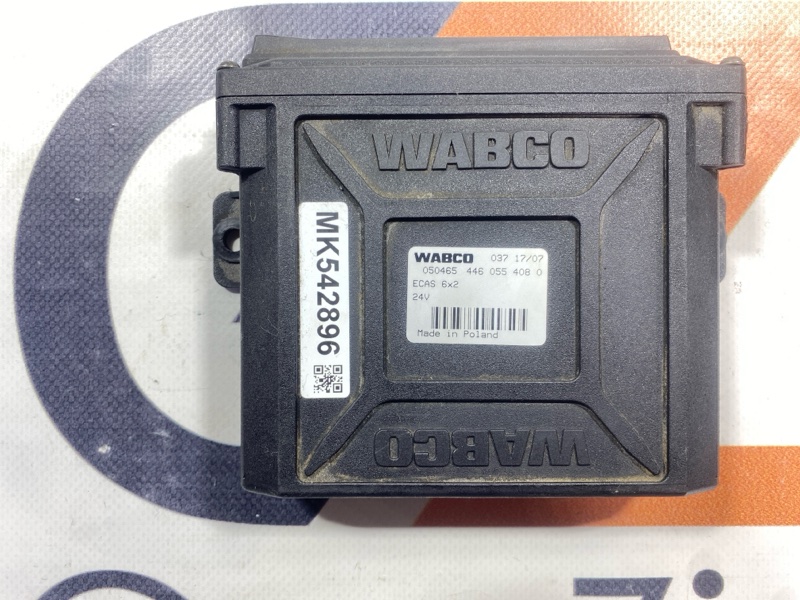 WABCO
MK542896
WABCO 037 17/07
050465 446 055 408 0
ECAS 6x2
24V
Made in Poland
WABCO